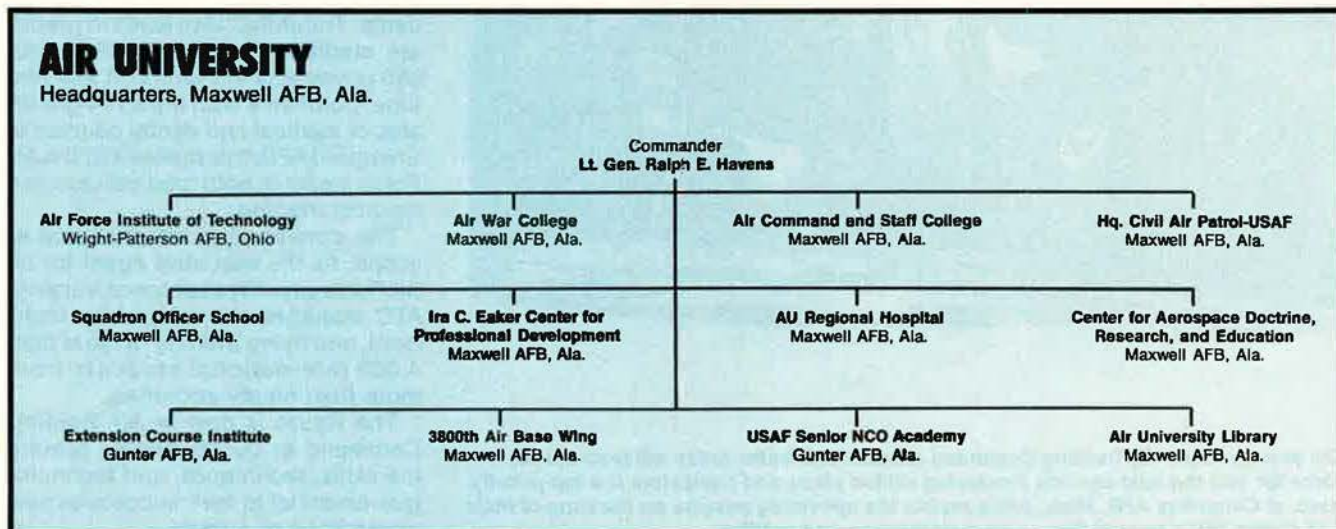 AIR UNIVERSITY
Headquarters, Maxwell AFB, Ala.
Commander
Lt. Gen. Ralph E. Havens
Air Force Institute of Technology
Wright-Patterson AFB, Ohio
Air War College
Maxwell AFB, Ala.
Air Command and Staff College
Maxwell AFB, Ala.
Hq. Civil Air Patrol-USAF
Maxwell AFB, Ala.
Squadron Officer School
Maxwell AFB, Ala.
Ira C. Eaker Center for
Professional Development
Maxwell AFB, Ala.
AU Regional Hospital
Maxwell AFB, Ala.
Center for Aerospace Doctrine,
Research, and Education
Maxwell AFB, Ala.
Extension Course Institute
Gunter AFB, Ala.
3800th Air Base Wing
Maxwell AFB, Ala.
USAF Senior NCO Academy
Gunter AFB, Ala.
Air University Library
Maxwell AFB, Ala.